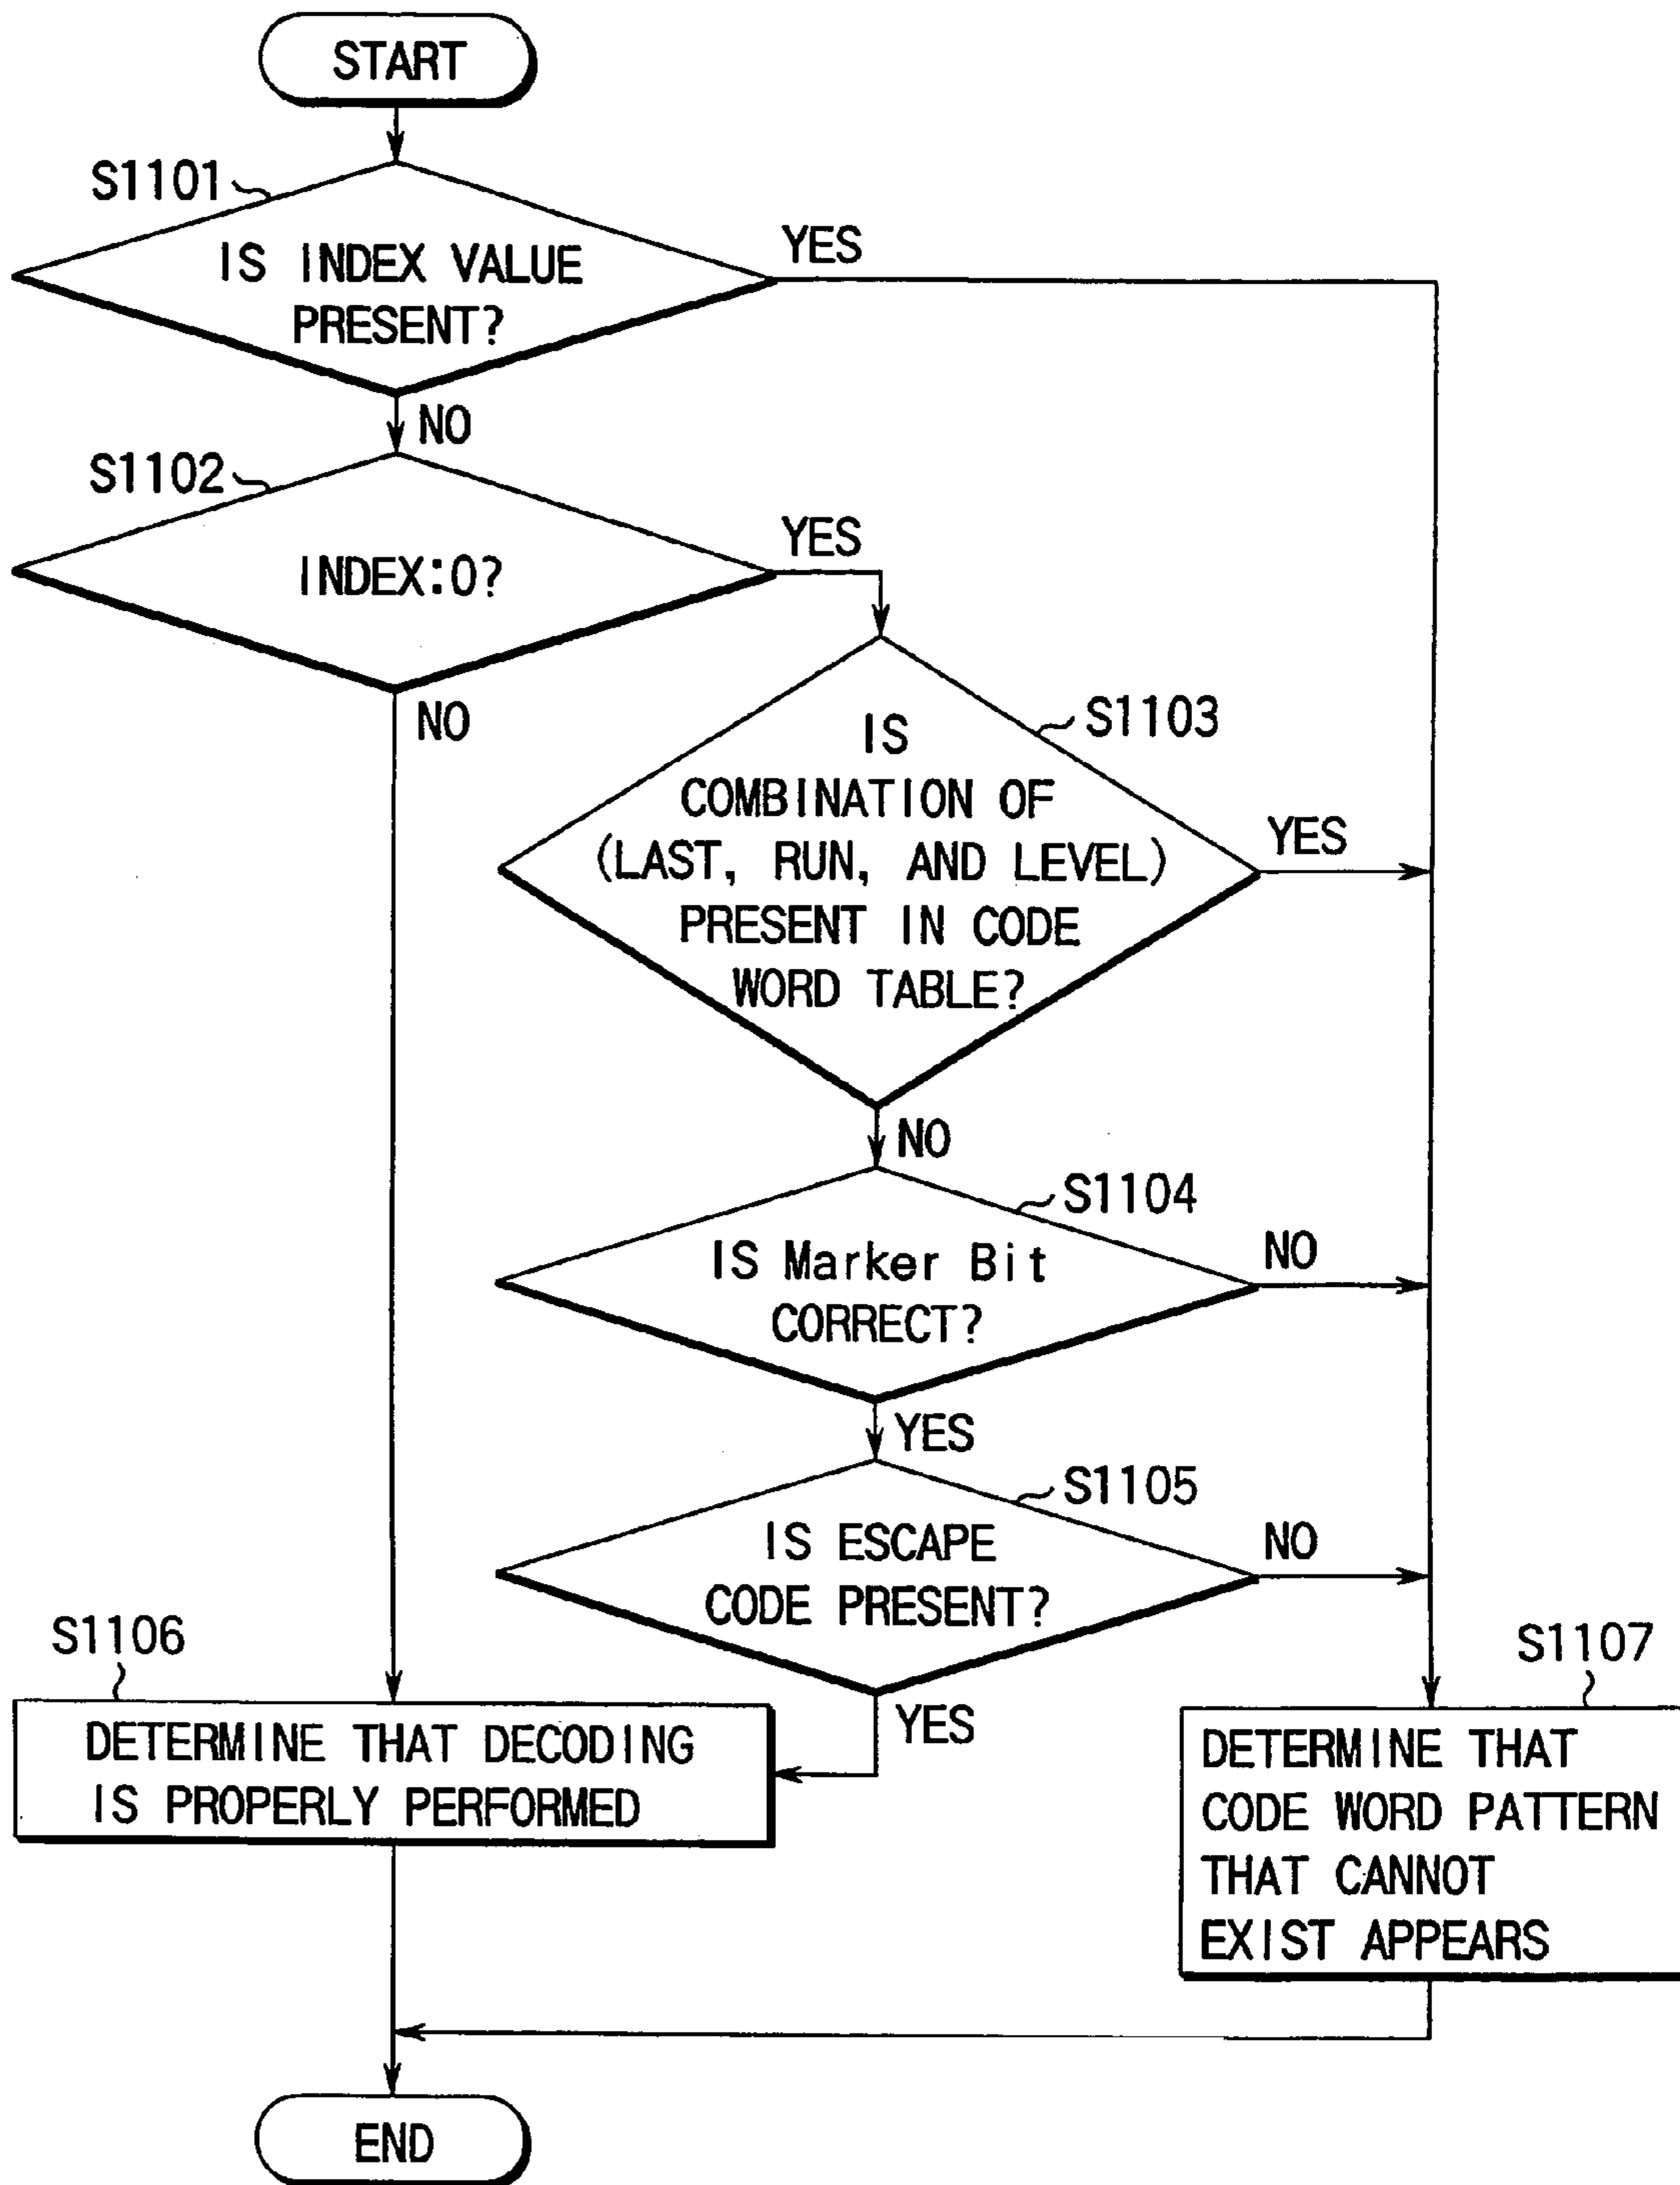 START
S1101
IS INDEX VALUE
PRESENT?
YES
NO
S1102
INDEX:0?
YES
NO
S1103
IS
COMBINATION OF
(LAST, RUN, AND LEVEL)
PRESENT IN CODE
WORD TABLE?
YES
NO
S1104
IS Marker Bit
CORRECT?
NO
YES
S1105
IS ESCAPE
CODE PRESENT?
NO
YES
S1106
DETERMINE THAT DECODING
IS PROPERLY PERFORMED
S1107
DETERMINE THAT
CODE WORD PATTERN
THAT CANNOT
EXIST APPEARS
END